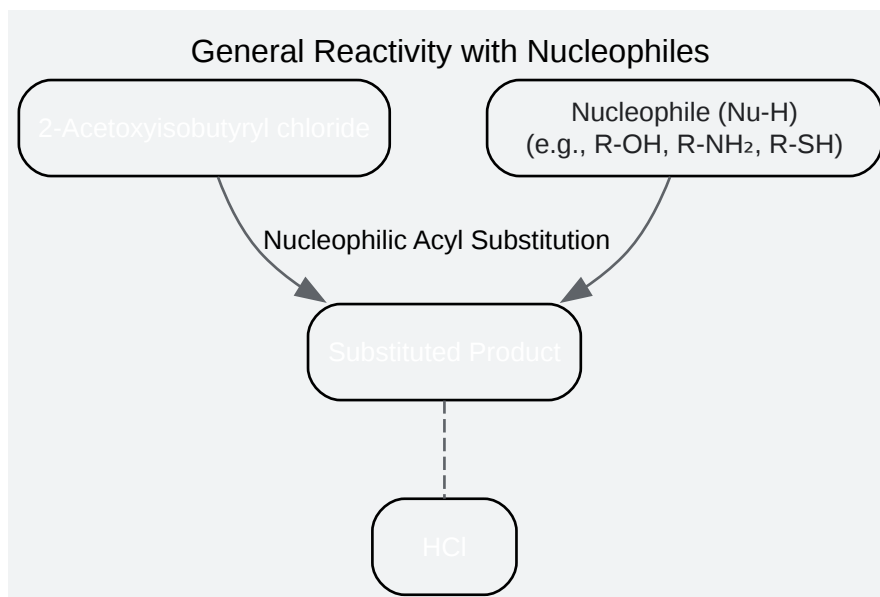 General Reactivity with Nucleophiles
2-Acetoxyisobutyryl chloride
Nucleophile (Nu-H)
(e.g., R-OH, R-NH₂, R-SH)
Nucleophilic Acyl Substitution
Substituted Product
HCl